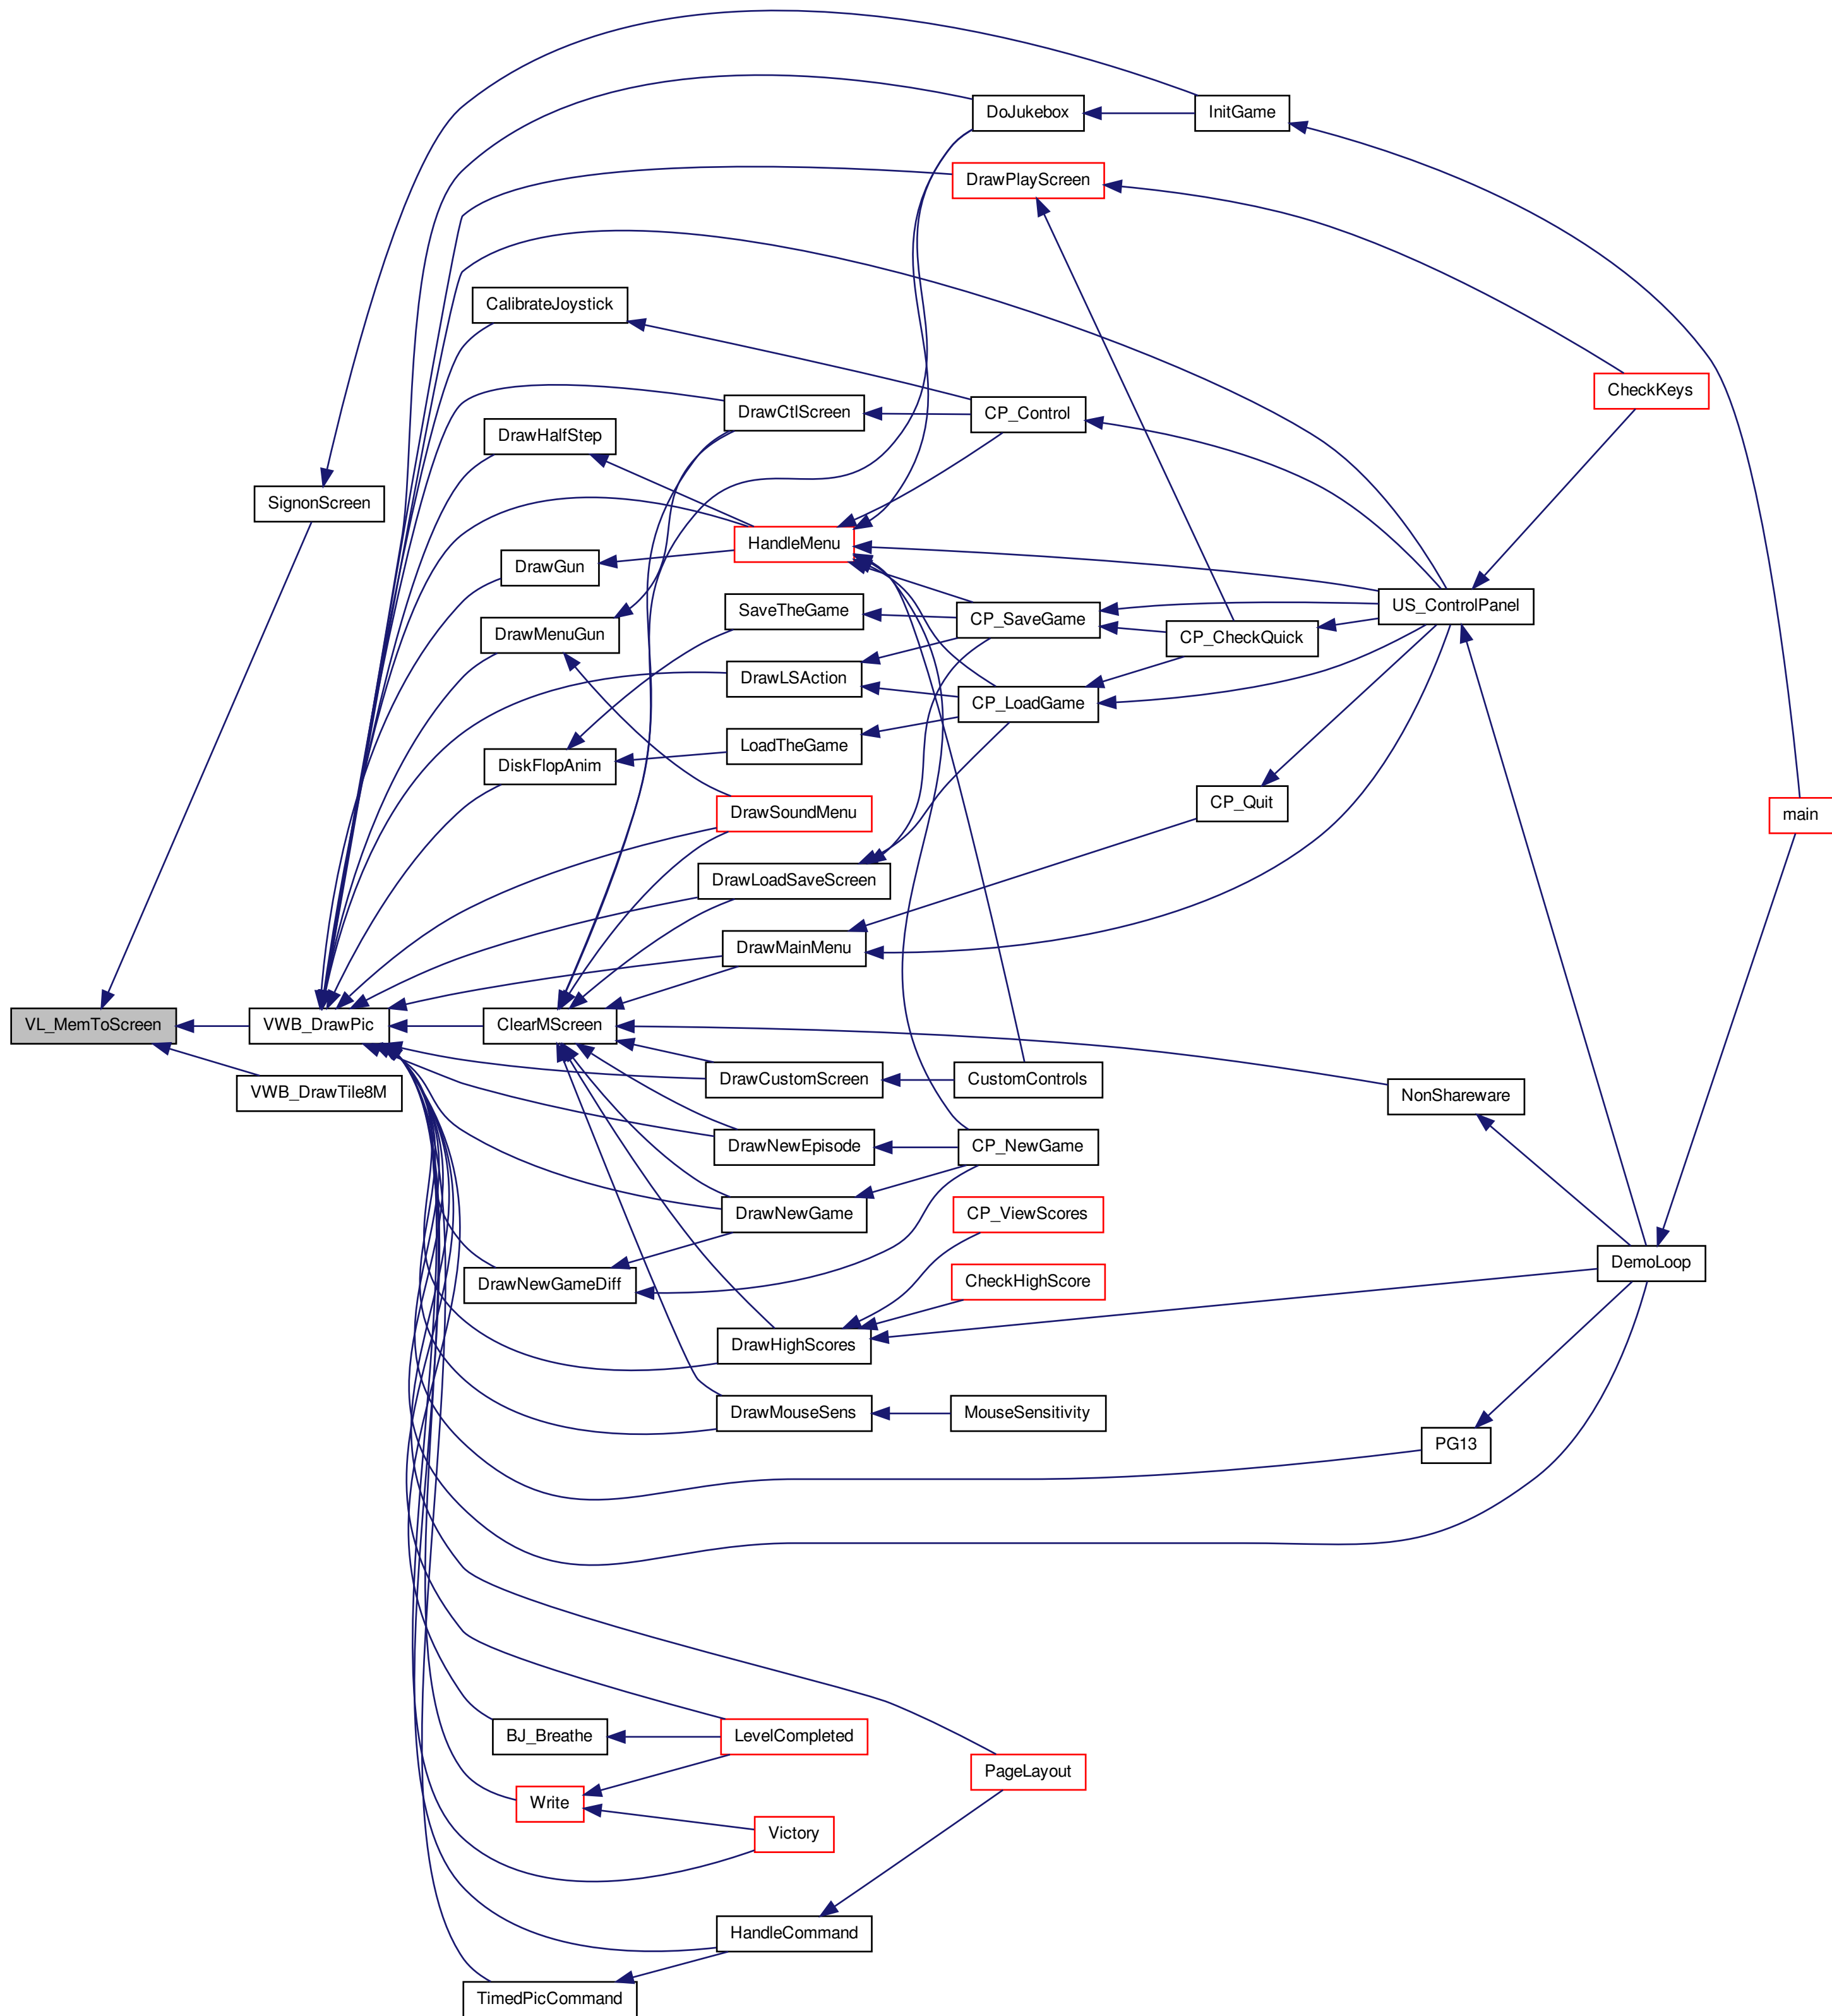 DoJukebox
InitGame
DrawPlayScreen
CalibrateJoystick
CheckKeys
DrawCtlScreen
CP_Control
DrawHalfStep
SignonScreen
HandleMenu
DrawGun
SaveTheGame
US_ControlPanel
CP_SaveGame
DrawMenuGun
CP_CheckQuick
DrawLSAction
CP_LoadGame
LoadTheGame
DiskFlopAnim
CP_Quit
DrawSoundMenu
main
DrawLoadSaveScreen
DrawMainMenu
VL_MemToScreen
VWB_DrawPic
ClearMScreen
DrawCustomScreen
CustomControls
VWB_DrawTile8M
NonShareware
DrawNewEpisode
CP_NewGame
DrawNewGame
CP_ViewScores
DemoLoop
DrawNewGameDiff
CheckHighScore
DrawHighScores
DrawMouseSens
MouseSensitivity
PG13
BJ_Breathe
LevelCompleted
PageLayout
Write
Victory
HandleCommand
TimedPicCommand